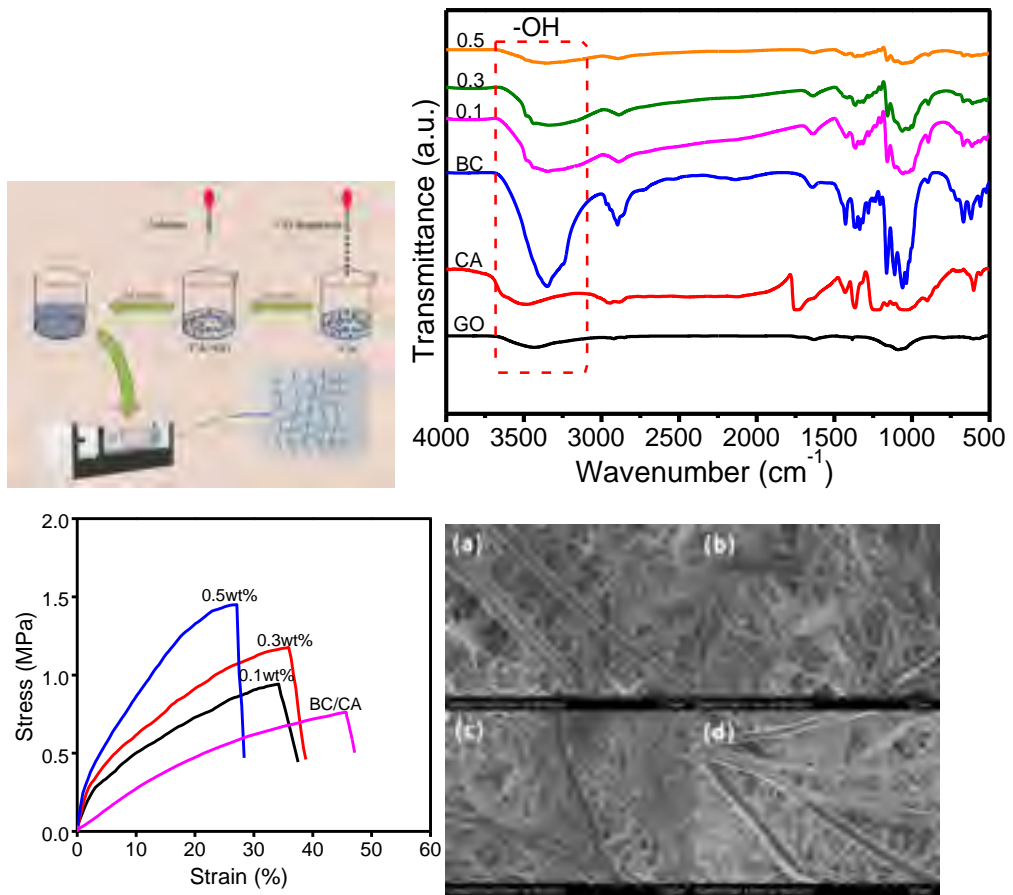 -OH
0.5
0.3
0.1
BC
CA
GO
Transmittance (a.u.)
4000 3500 3000 2500 2000 1500 1000 500
Wavenumber (cm⁻¹)
2.0
1.5
1.0
0.5
0.0
Stress (MPa)
0.5wt%
0.3wt%
0.1wt%
BC/CA
0 10 20 30 40 50 60
Strain (%)
(a)
(b)
(c)
(d)